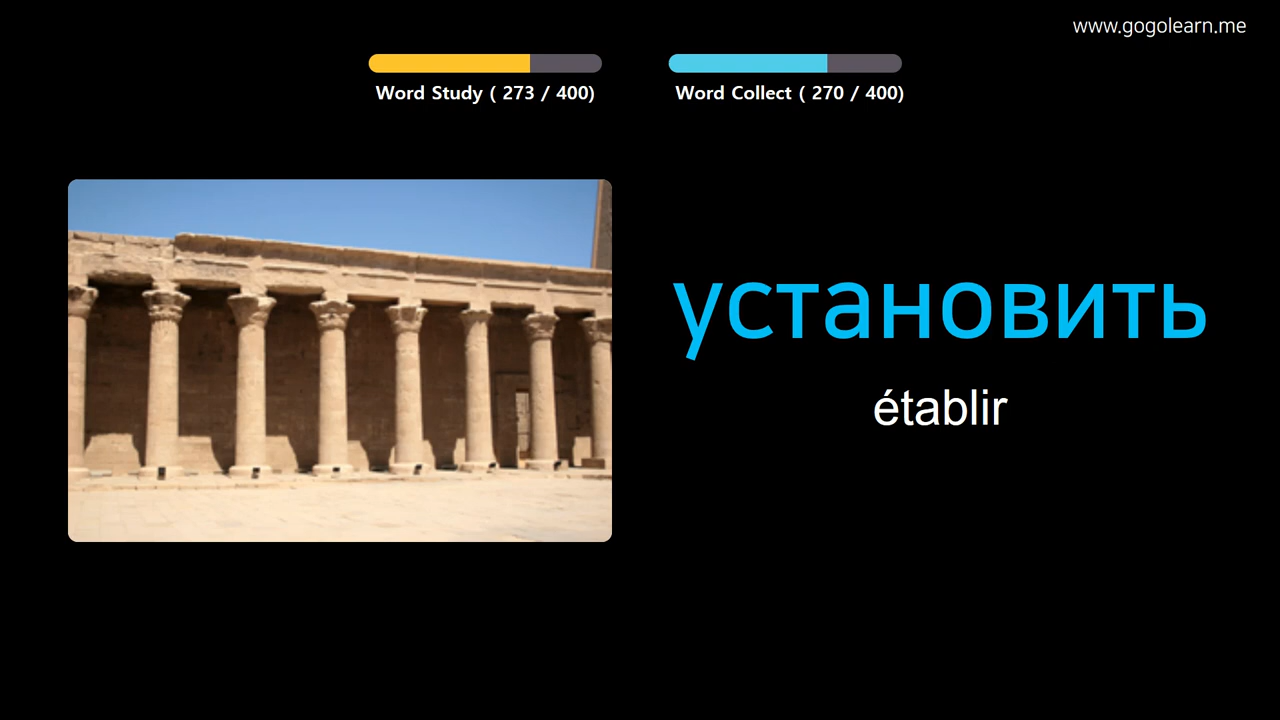 www.gogolearn.me
Word Study ( 273 / 400)
Word Collect ( 270 / 400)
установить
établir